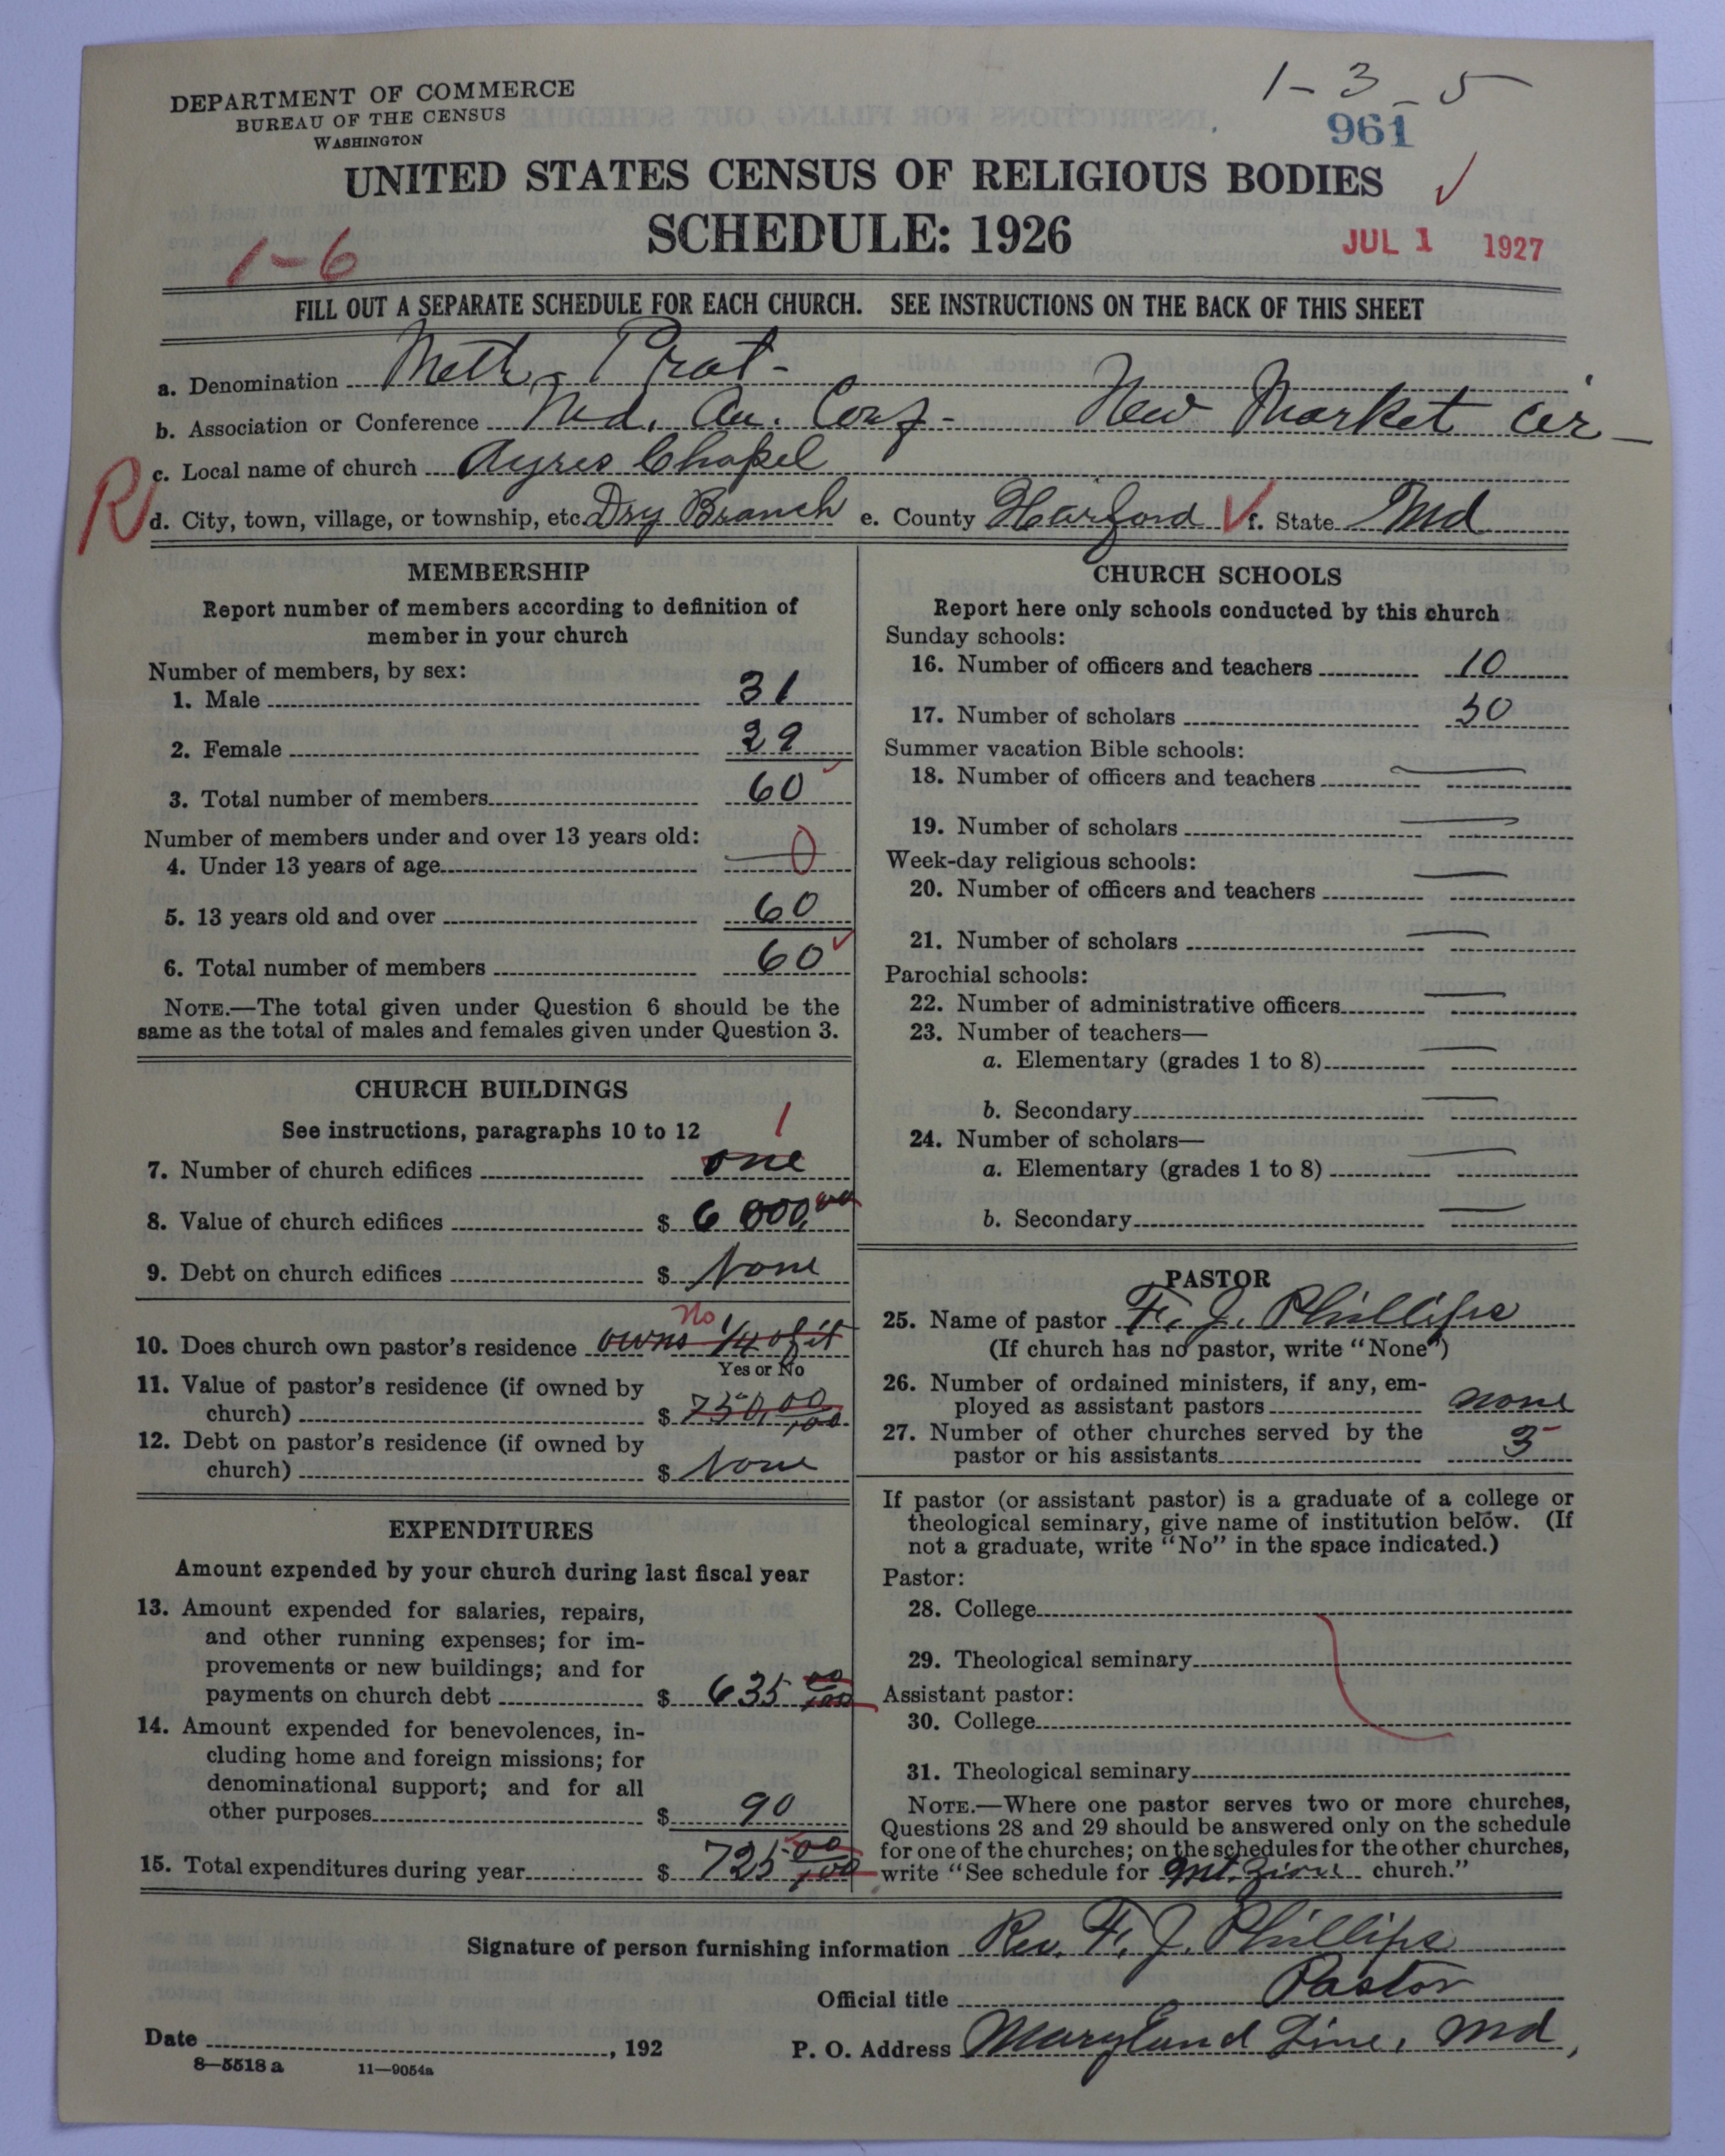 DEPARTMENT OF COMMERCE
BUREAU OF THE CENSUS
WASHINGTON
1-3-5
961
UNITED STATES CENSUS OF RELIGIOUS BODIES
SCHEDULE: 1926
JUL 1 1927
1-6
FILL OUT A SEPARATE SCHEDULE FOR EACH CHURCH. SEE INSTRUCTIONS ON THE BACK OF THIS SHEET
a. Denomination Meth. Prot-
b. Association or Conference Md. An. Conf- New Market Cir-
c. Local name of church Ayres Chapel
R
d. City, town, village, or township, etc. Dry Branch e. County Harford f. State Md
MEMBERSHIP
Report number of members according to definition of
member in your church
Number of members, by sex:
1. Male 31
2. Female 29
3. Total number of members 60
Number of members under and over 13 years old:
4. Under 13 years of age 0
5. 13 years old and over 60
6. Total number of members 60
NOTE.—The total given under Question 6 should be the
same as the total of males and females given under Question 3.
CHURCH BUILDINGS
See instructions, paragraphs 10 to 12
1
7. Number of church edifices one
8. Value of church edifices $ 6 000,00
9. Debt on church edifices $ None
No
10. Does church own pastor's residence owns 1/4 of it
Yes or No
11. Value of pastor's residence (if owned by
church) $ 750,00/100
12. Debt on pastor's residence (if owned by
church) $ None
EXPENDITURES
Amount expended by your church during last fiscal year
13. Amount expended for salaries, repairs,
and other running expenses; for im-
provements or new buildings; and for
payments on church debt $ 635 00/100
14. Amount expended for benevolences, in-
cluding home and foreign missions; for
denominational support; and for all
other purposes $ 90
15. Total expenditures during year $ 725 00/100
CHURCH SCHOOLS
Report here only schools conducted by this church
Sunday schools:
16. Number of officers and teachers 10
17. Number of scholars 50
Summer vacation Bible schools:
18. Number of officers and teachers
19. Number of scholars
Week-day religious schools:
20. Number of officers and teachers
21. Number of scholars
Parochial schools:
22. Number of administrative officers
23. Number of teachers—
a. Elementary (grades 1 to 8)
b. Secondary
24. Number of scholars—
a. Elementary (grades 1 to 8)
b. Secondary
PASTOR
25. Name of pastor F. J. Phillips
(If church has no pastor, write "None")
26. Number of ordained ministers, if any, em-
ployed as assistant pastors none
27. Number of other churches served by the
pastor or his assistants 3
If pastor (or assistant pastor) is a graduate of a college or
theological seminary, give name of institution below. (If
not a graduate, write "No" in the space indicated.)
Pastor:
28. College
29. Theological seminary
Assistant pastor:
30. College
31. Theological seminary
NOTE.—Where one pastor serves two or more churches,
Questions 28 and 29 should be answered only on the schedule
for one of the churches; on the schedules for the other churches,
write "See schedule for Mt. Zion church."
Signature of person furnishing information Rev. F. J. Phillips
Official title Pastor
Date , 192
P. O. Address Maryland Line, Md,
8—5518 a 11—9054a